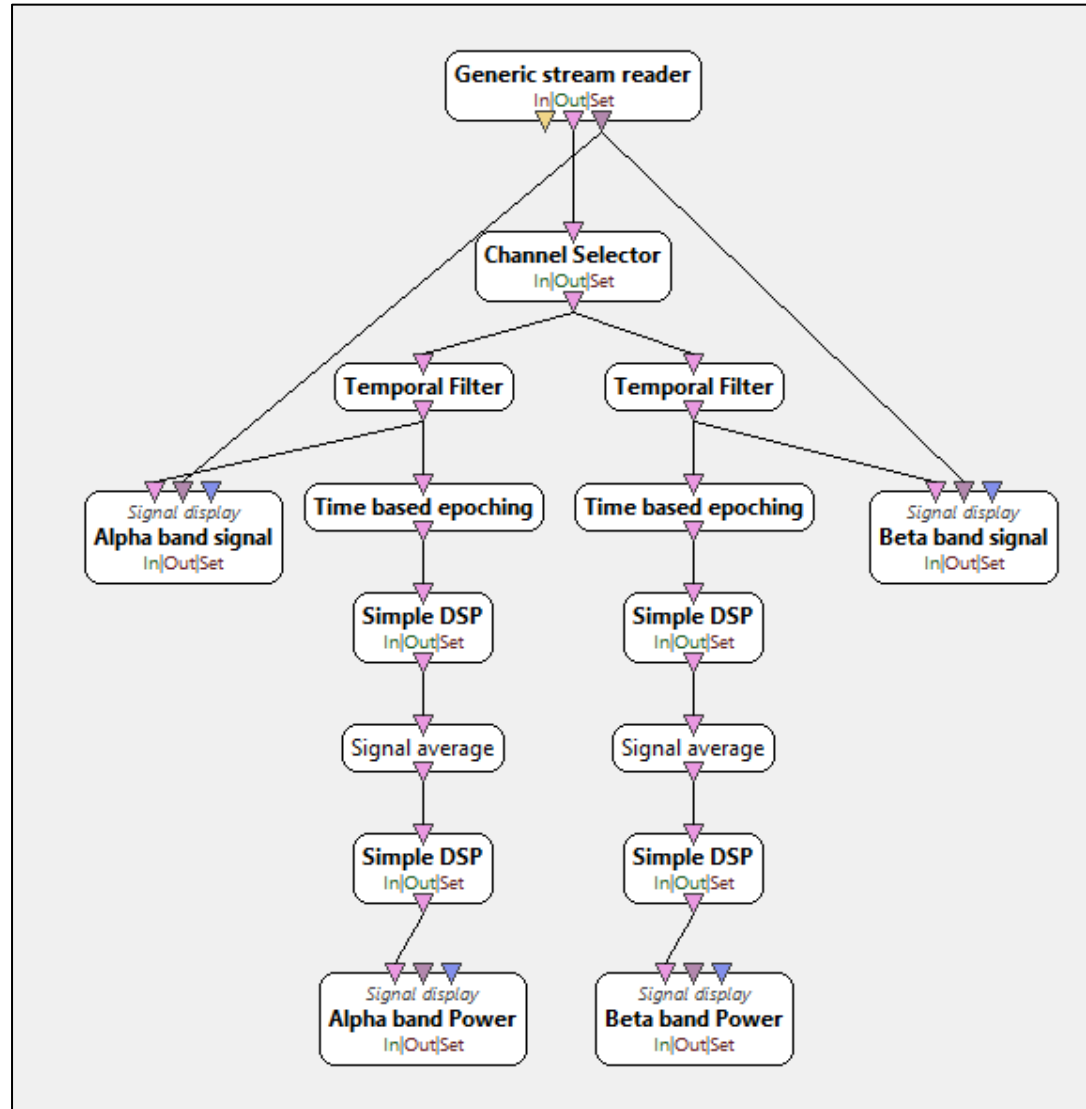 Generic stream reader
In|Out|Set
Channel Selector
In|Out|Set
Temporal Filter
Temporal Filter
Signal display
Alpha band signal
In|Out|Set
Time based epoching
Time based epoching
Signal display
Beta band signal
In|Out|Set
Simple DSP
In|Out|Set
Simple DSP
In|Out|Set
Signal average
Signal average
Simple DSP
In|Out|Set
Simple DSP
In|Out|Set
Signal display
Alpha band Power
In|Out|Set
Signal display
Beta band Power
In|Out|Set